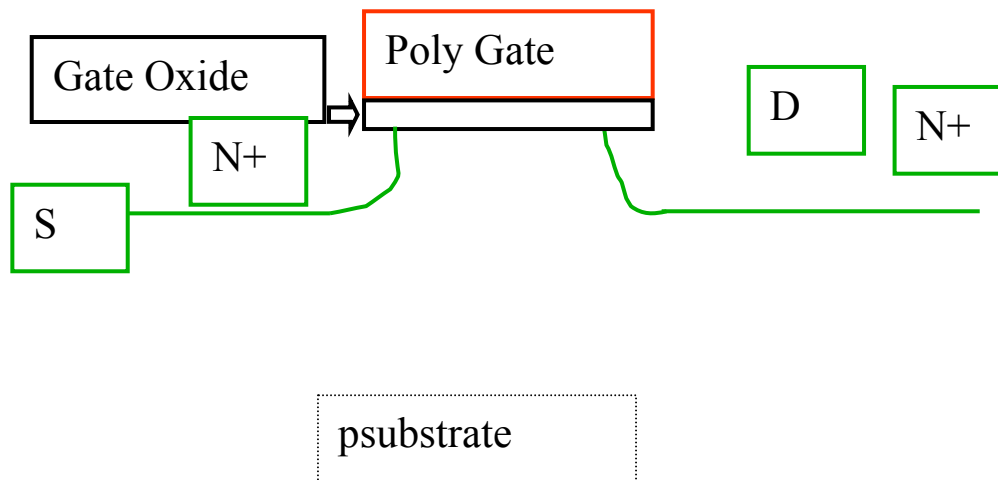 Gate Oxide
Poly Gate
D
N+
N+
S
psubstrate